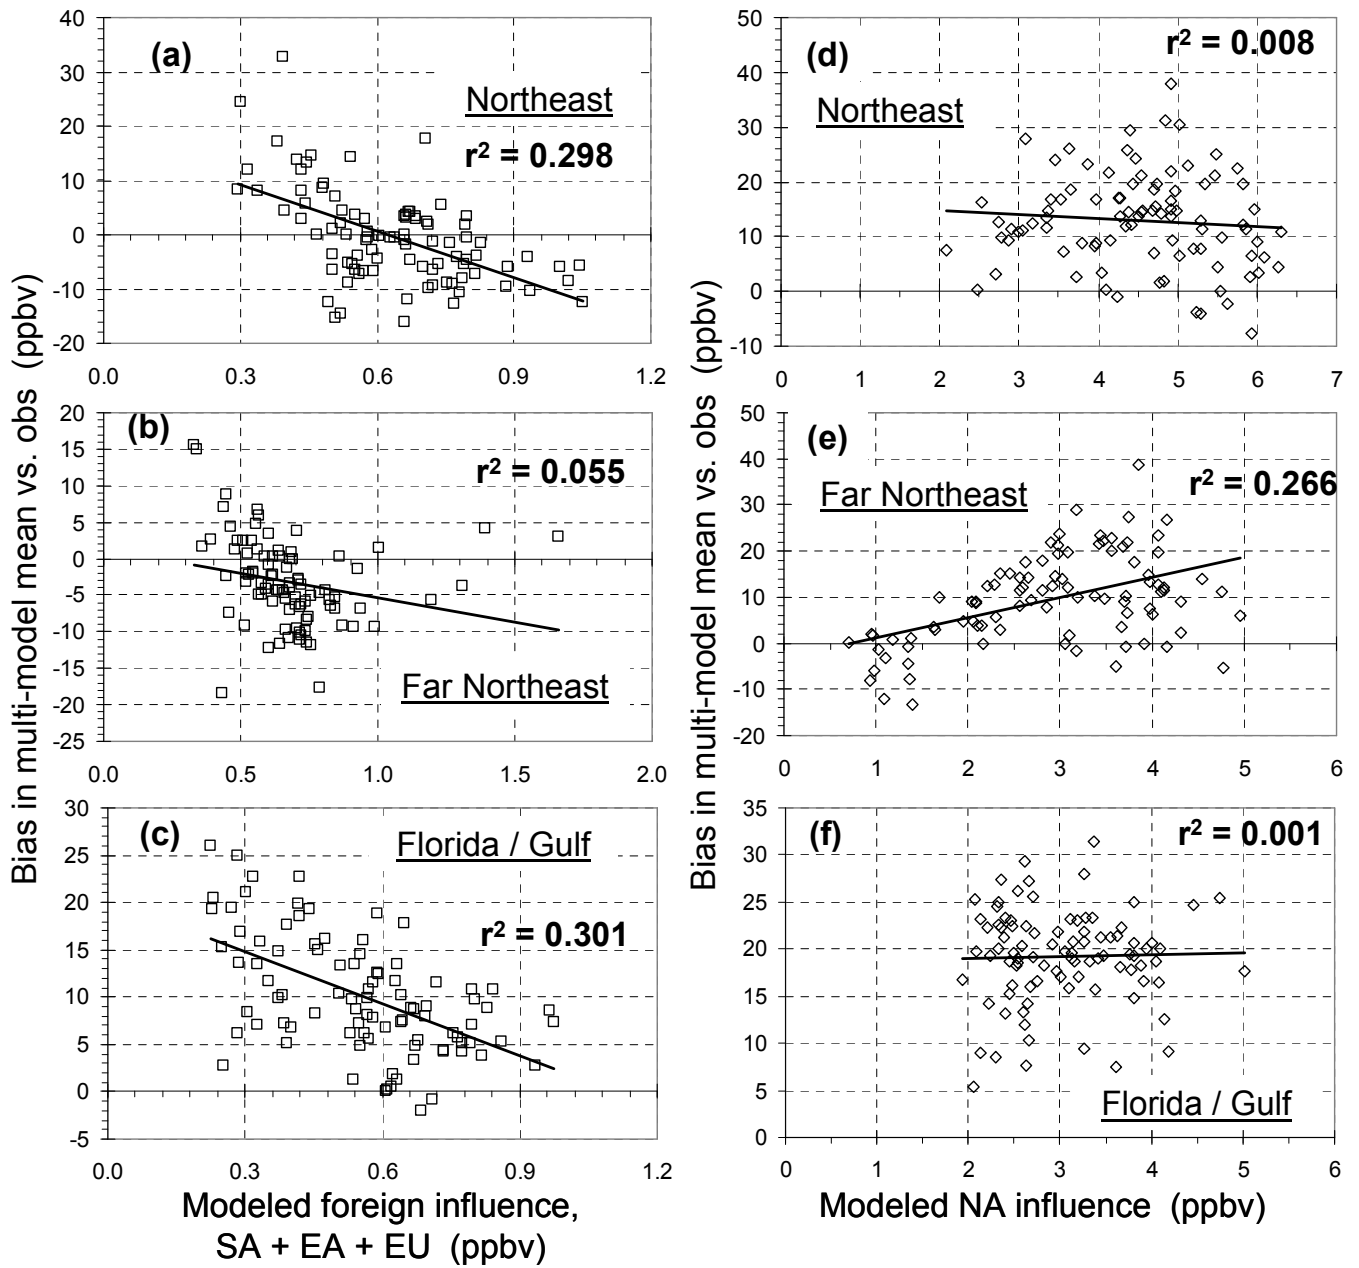 Bias in multi-model mean vs. obs (ppbv)
(a)
Northeast
r² = 0.298
40
30
20
10
0
-10
-20
0.0 0.3 0.6 0.9 1.2
(b)
r² = 0.055
Far Northeast
20
15
10
5
0
-5
-10
-15
-20
-25
0.0 0.5 1.0 1.5 2.0
(c)
Florida / Gulf
r² = 0.301
30
25
20
15
10
5
0
-5
0.0 0.3 0.6 0.9 1.2
Modeled foreign influence,
SA + EA + EU (ppbv)
Bias in multi-model mean vs. obs (ppbv)
(d)
r² = 0.008
Northeast
50
40
30
20
10
0
-10
0 1 2 3 4 5 6 7
(e)
Far Northeast
r² = 0.266
50
40
30
20
10
0
-10
-20
0 1 2 3 4 5 6
(f)
r² = 0.001
Florida / Gulf
35
30
25
20
15
10
5
0
0 1 2 3 4 5 6
Modeled NA influence (ppbv)